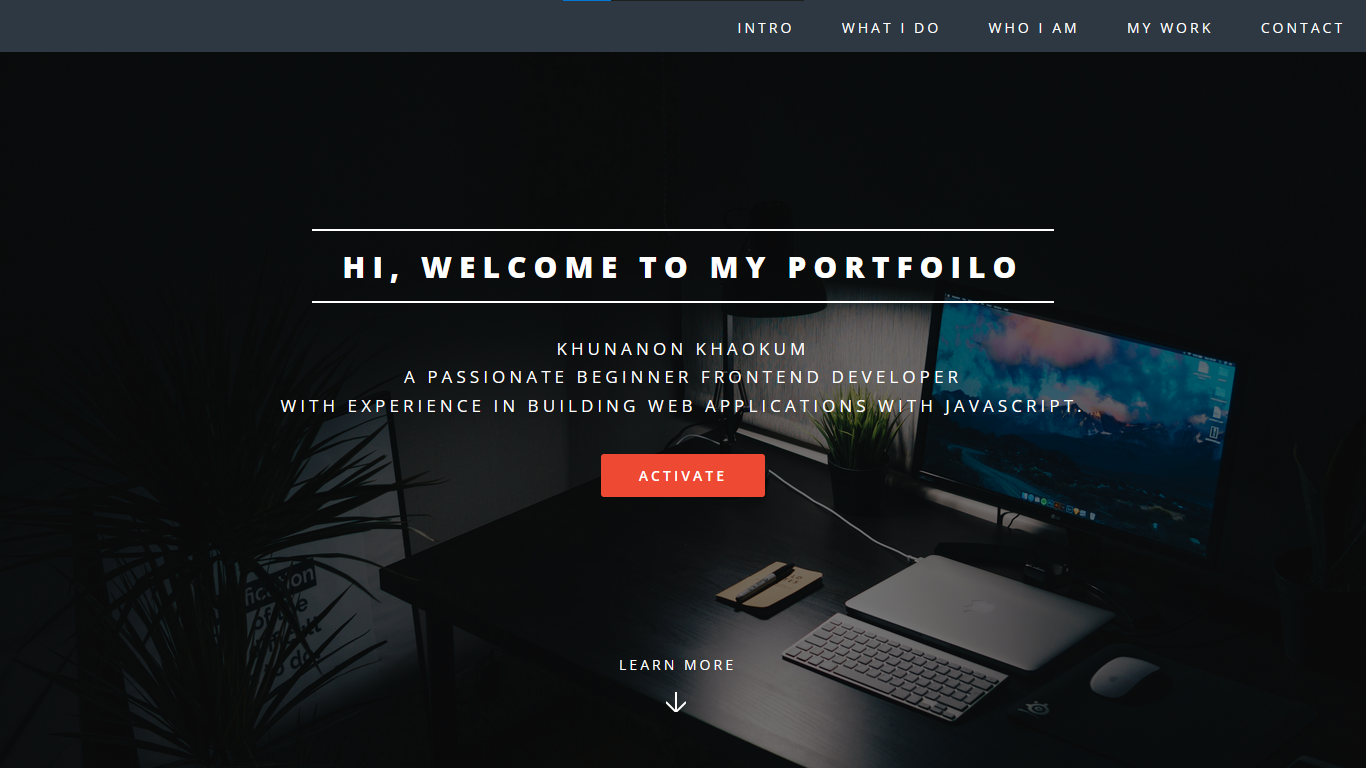 INTRO WHAT I DO WHO I AM MY WORK CONTACT
HI, WELCOME TO MY PORTFOILO
KHUNANON KHAOKUM
A PASSIONATE BEGINNER FRONTEND DEVELOPER
WITH EXPERIENCE IN BUILDING WEB APPLICATIONS WITH JAVASCRIPT.
ACTIVATE
LEARN MORE